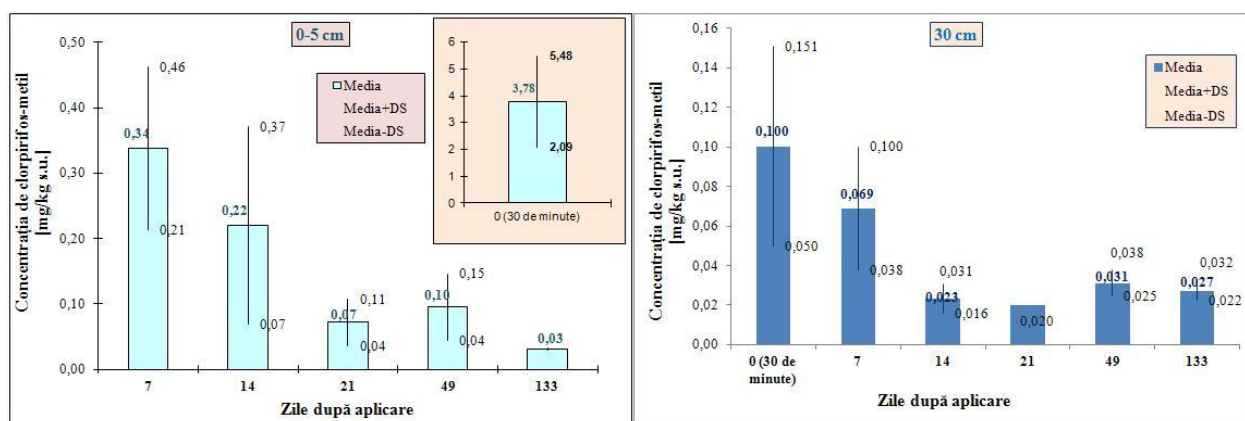 0-5 cm
Concentrația de clorpirifos-metil
[mg/kg s.u.]
0,50
0,40
0,30
0,20
0,10
0,00
0,46
0,34
0,21
0,37
0,22
0,07
0,11
0,07
0,04
0,15
0,10
0,04
0,03
7 14 21 49 133
Zile după aplicare
Media
Media+DS
Media-DS
6
5
4
3
2
1
0
5,48
3,78
2,09
0 (30 de minute)
30 cm
Concentrația de clorpirifos-metil
[mg/kg s.u.]
0,16
0,14
0,12
0,10
0,08
0,06
0,04
0,02
0,00
0,151
0,100
0,050
0,100
0,069
0,038
0,031
0,023
0,016
0,020
0,038
0,031
0,025
0,032
0,027
0,022
0 (30 de
minute)
7 14 21 49 133
Zile după aplicare
Media
Media+DS
Media-DS